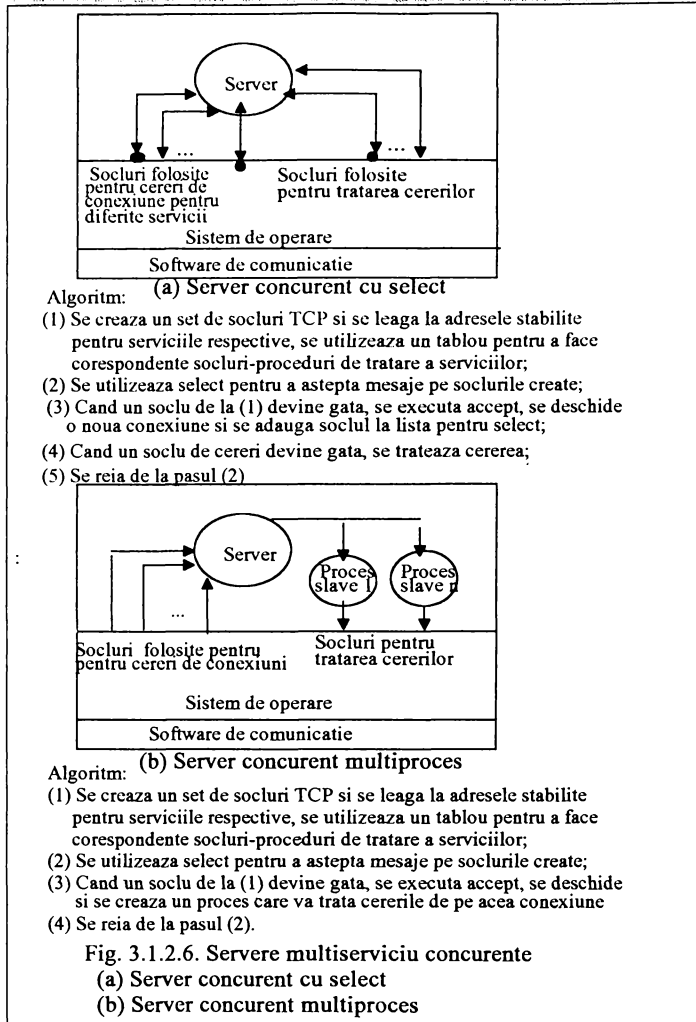 Server
...
...
Socluri folosite
pentru cereri de
conexiune pentru
diferite servicii
Socluri folosite
pentru tratarea cererilor
Sistem de operare
Software de comunicatie
(a) Server concurent cu select
Algoritm:
(1) Se creaza un set de socluri TCP si se leaga la adresele stabilite
pentru serviciile respective, se utilizeaza un tablou pentru a face
corespondente socluri-proceduri de tratare a serviciilor;
(2) Se utilizeaza select pentru a astepta mesaje pe soclurile create;
(3) Cand un soclu de la (1) devine gata, se executa accept, se deschide
o noua conexiune si se adauga soclul la lista pentru select;
(4) Cand un soclu de cereri devine gata, se trateaza cererea;
(5) Se reia de la pasul (2)
:
Server
Proces
slave 1
Proces
slave n
...
Socluri folosite pentru
pentru cereri de conexiuni
Socluri pentru
tratarea cererilor
Sistem de operare
Software de comunicatie
(b) Server concurent multiproces
Algoritm:
(1) Se creaza un set de socluri TCP si se leaga la adresele stabilite
pentru serviciile respective, se utilizeaza un tablou pentru a face
corespondente socluri-proceduri de tratare a serviciilor;
(2) Se utilizeaza select pentru a astepta mesaje pe soclurile create;
(3) Cand un soclu de la (1) devine gata, se executa accept, se deschide
si se creaza un proces care va trata cererile de pe acea conexiune
(4) Se reia de la pasul (2).
Fig. 3.1.2.6. Servere multiserviciu concurente
(a) Server concurent cu select
(b) Server concurent multiproces